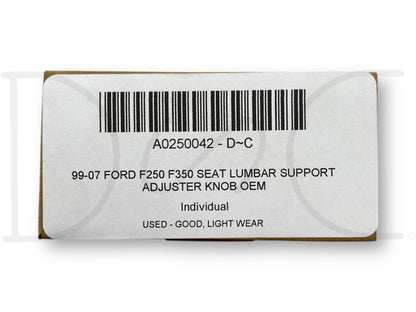 A0250042 - D~C
99-07 FORD F250 F350 SEAT LUMBAR SUPPORT
ADJUSTER KNOB OEM
Individual
USED - GOOD, LIGHT WEAR